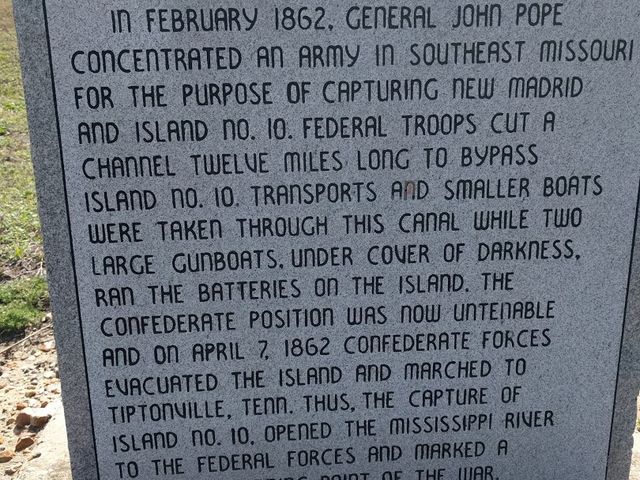 IN FEBRUARY 1862, GENERAL JOHN POPE
CONCENTRATED AN ARMY IN SOUTHEAST MISSOURI
FOR THE PURPOSE OF CAPTURING NEW MADRID
AND ISLAND NO. 10. FEDERAL TROOPS CUT A
CHANNEL TWELVE MILES LONG TO BYPASS
ISLAND NO. 10. TRANSPORTS AND SMALLER BOATS
WERE TAKEN THROUGH THIS CANAL WHILE TWO
LARGE GUNBOATS, UNDER COVER OF DARKNESS,
RAN THE BATTERIES ON THE ISLAND. THE
CONFEDERATE POSITION WAS NOW UNTENABLE
AND ON APRIL 7, 1862 CONFEDERATE FORCES
EVACUATED THE ISLAND AND MARCHED TO
TIPTONVILLE, TENN. THUS, THE CAPTURE OF
ISLAND NO. 10, OPENED THE MISSISSIPPI RIVER
TO THE FEDERAL FORCES AND MARKED A
POINT OF THE WAR.